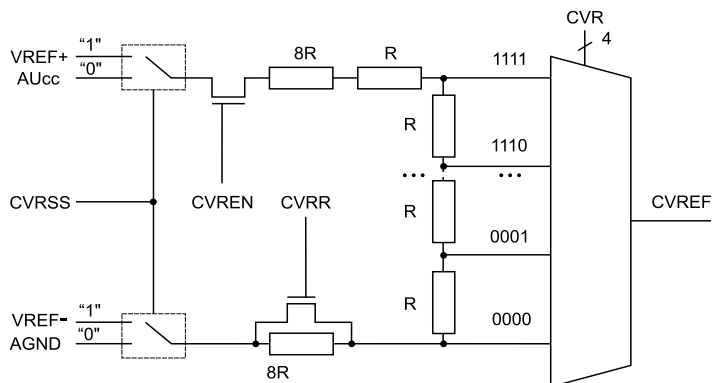 CVR
4
VREF+ “1"
AUcc “0"
8R
R
1111
R
1110
... ...
CVRSS
CVREN
CVRR
R
0001
CVREF
R
0000
VREF- “1"
AGND “0"
8R